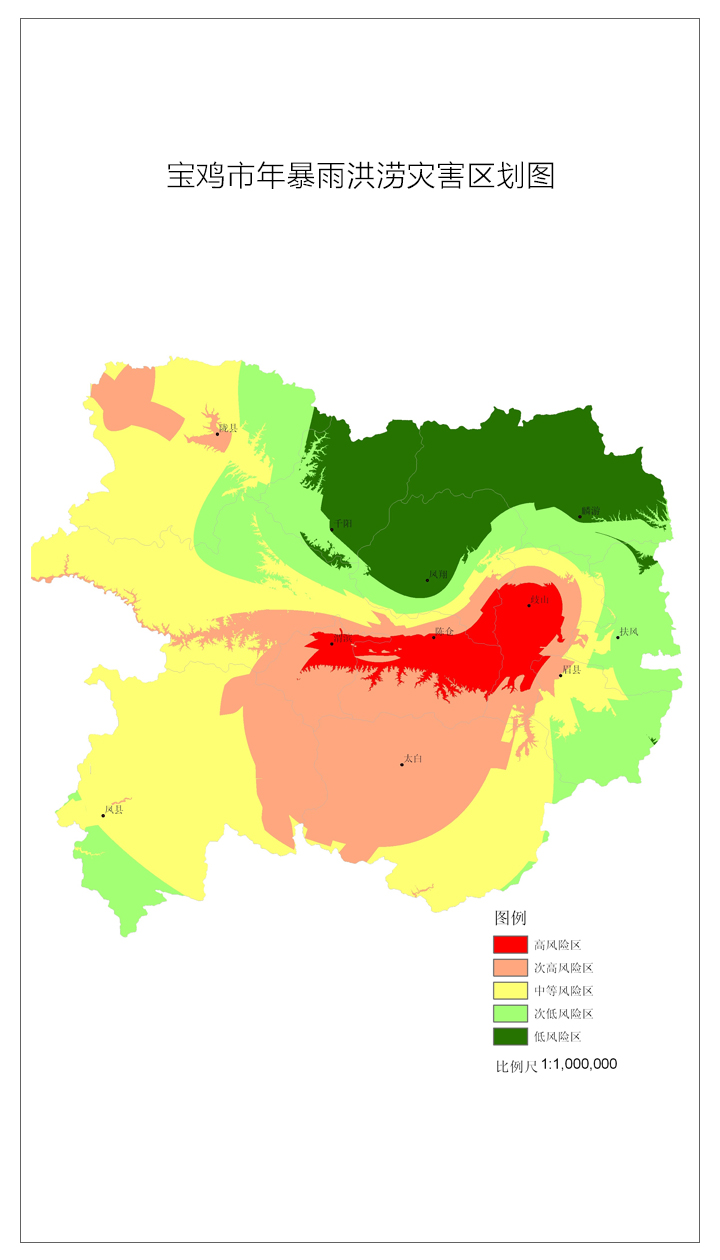 宝鸡市年暴雨洪涝灾害区划图
陇县
千阳
麟游
凤翔
岐山
陈仓
扶风
眉县
太白
凤县
图例
高风险区
次高风险区
中等风险区
次低风险区
低风险区
比例尺 1:1,000,000